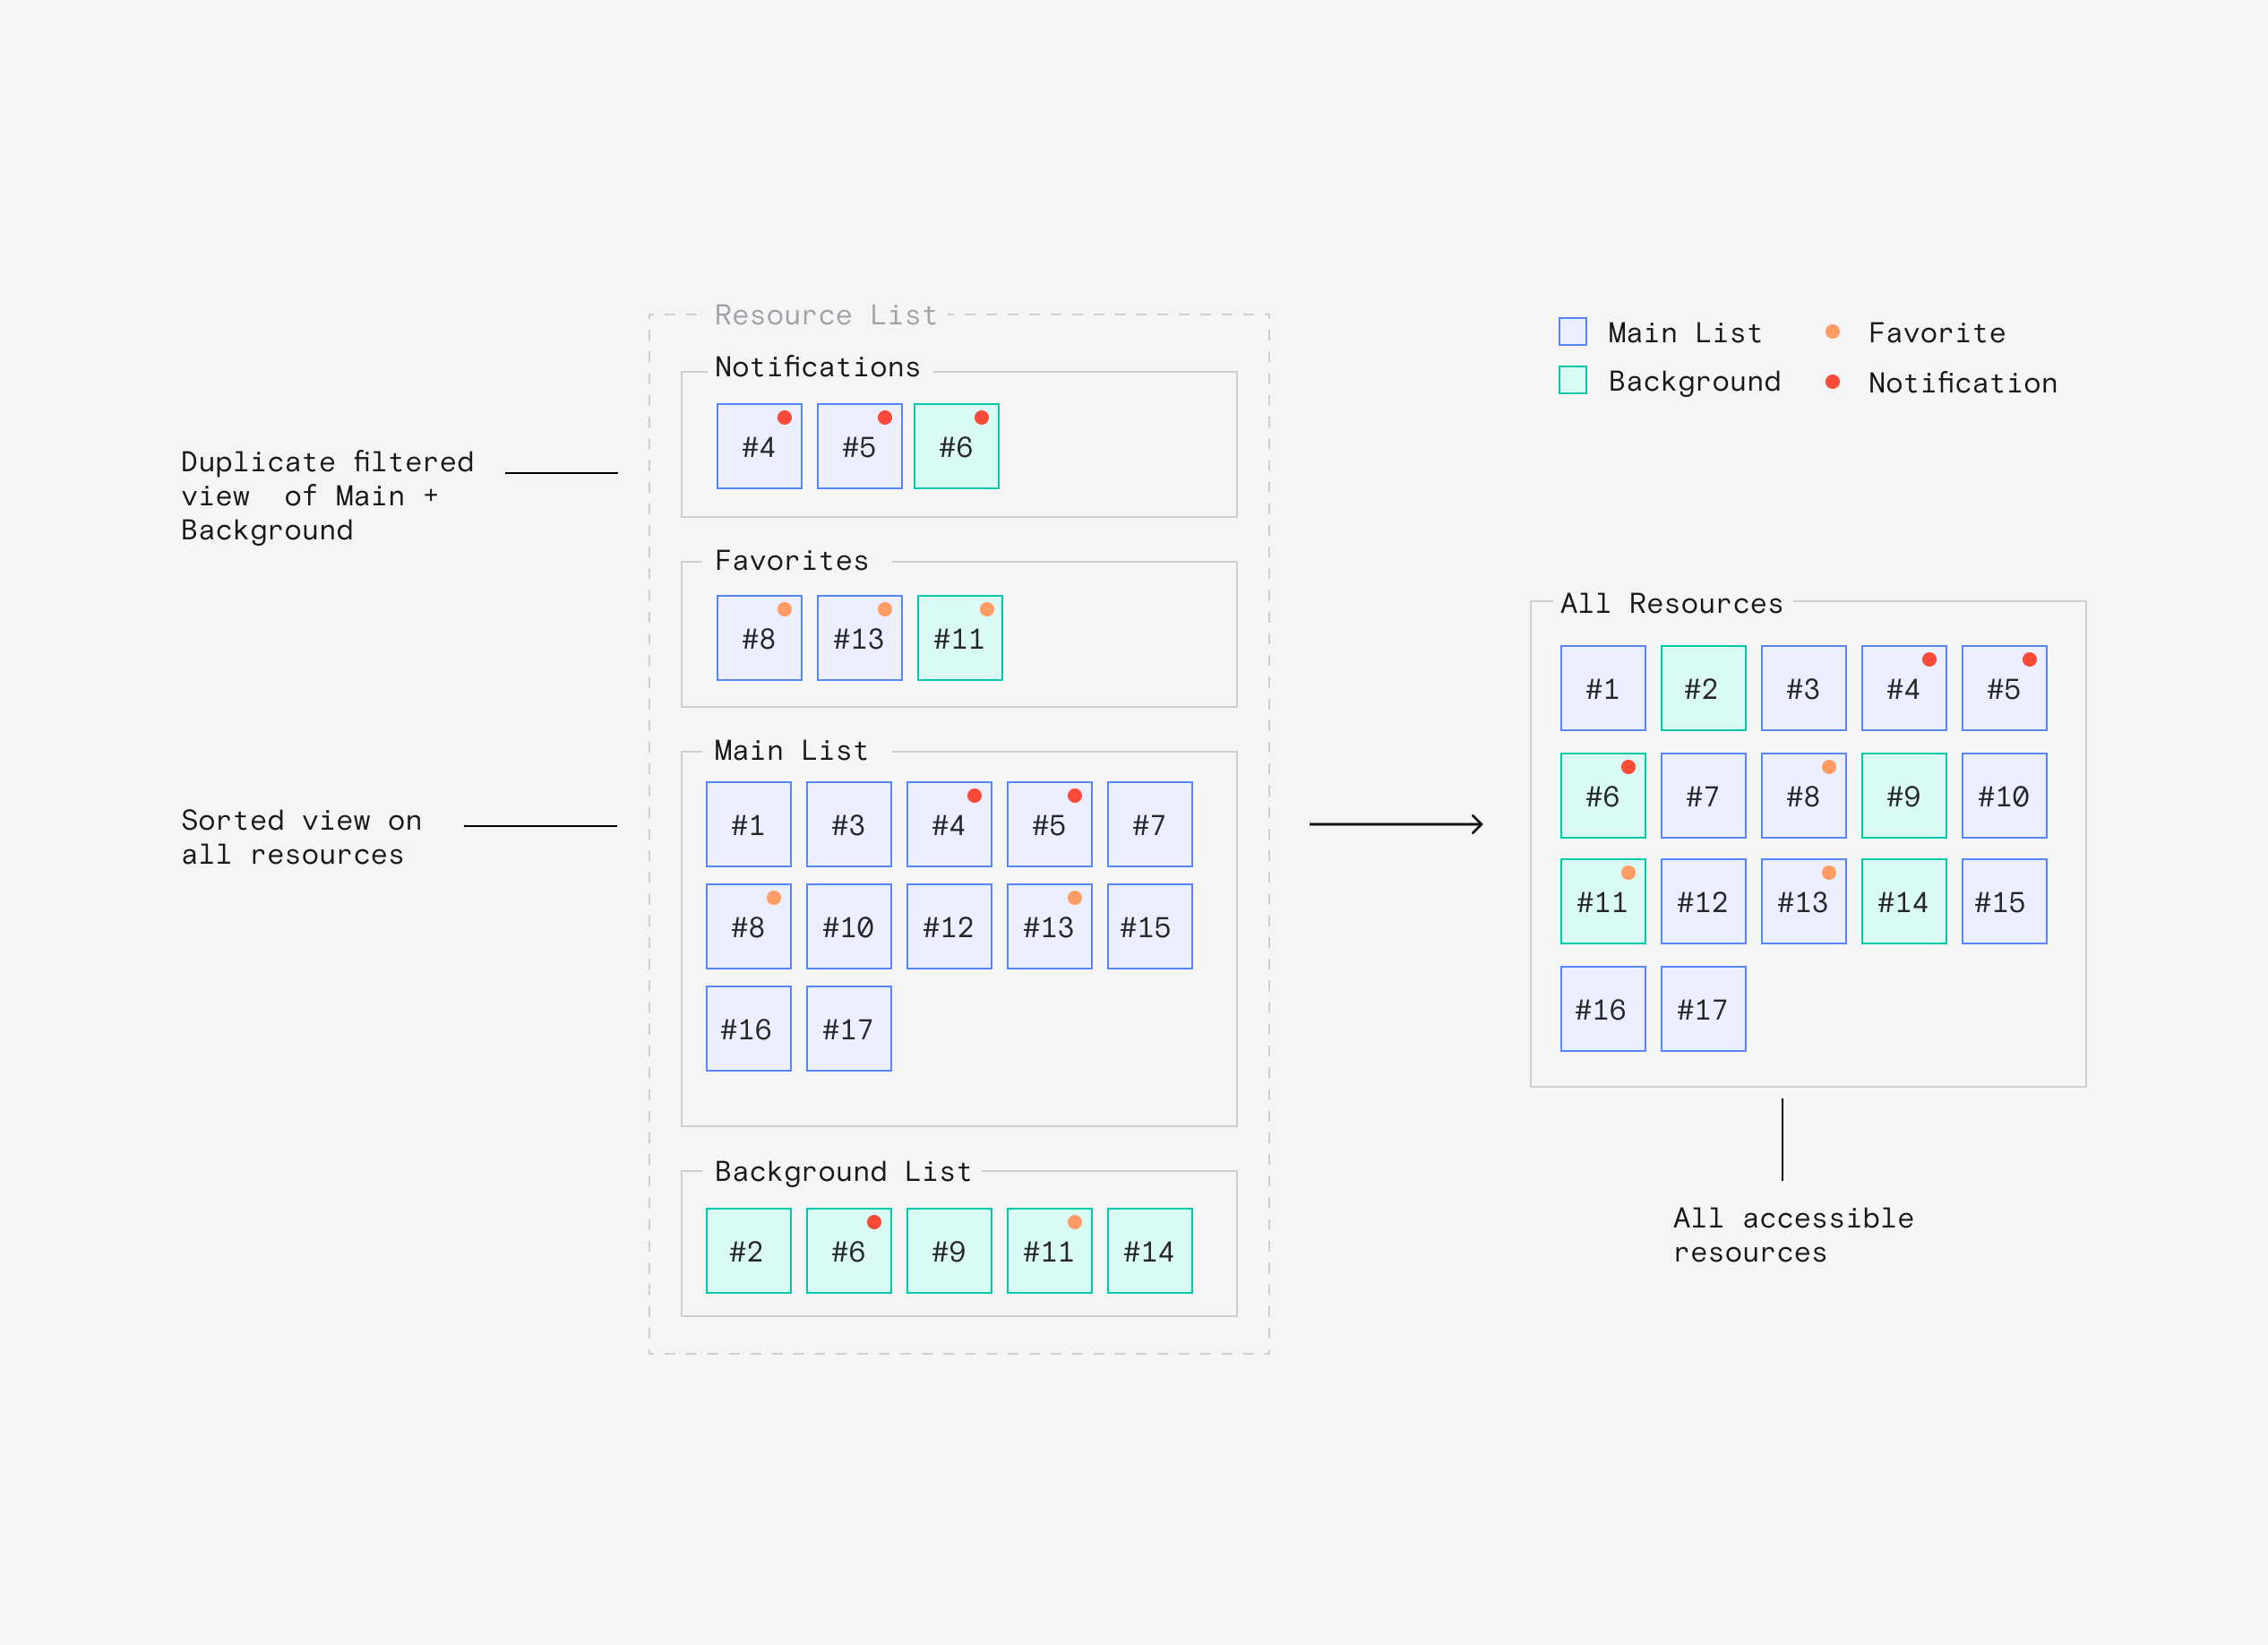 Resource List
Notifications
#4 #5 #6
Duplicate filtered
view  of Main +
Background
Favorites
#8 #13 #11
Main List
#1 #3 #4 #5 #7
#8 #10 #12 #13 #15
#16 #17
Sorted view on
all resources
Background List
#2 #6 #9 #11 #14
Main List
Favorite
Background
Notification
All Resources
#1 #2 #3 #4 #5
#6 #7 #8 #9 #10
#11 #12 #13 #14 #15
#16 #17
All accessible
resources